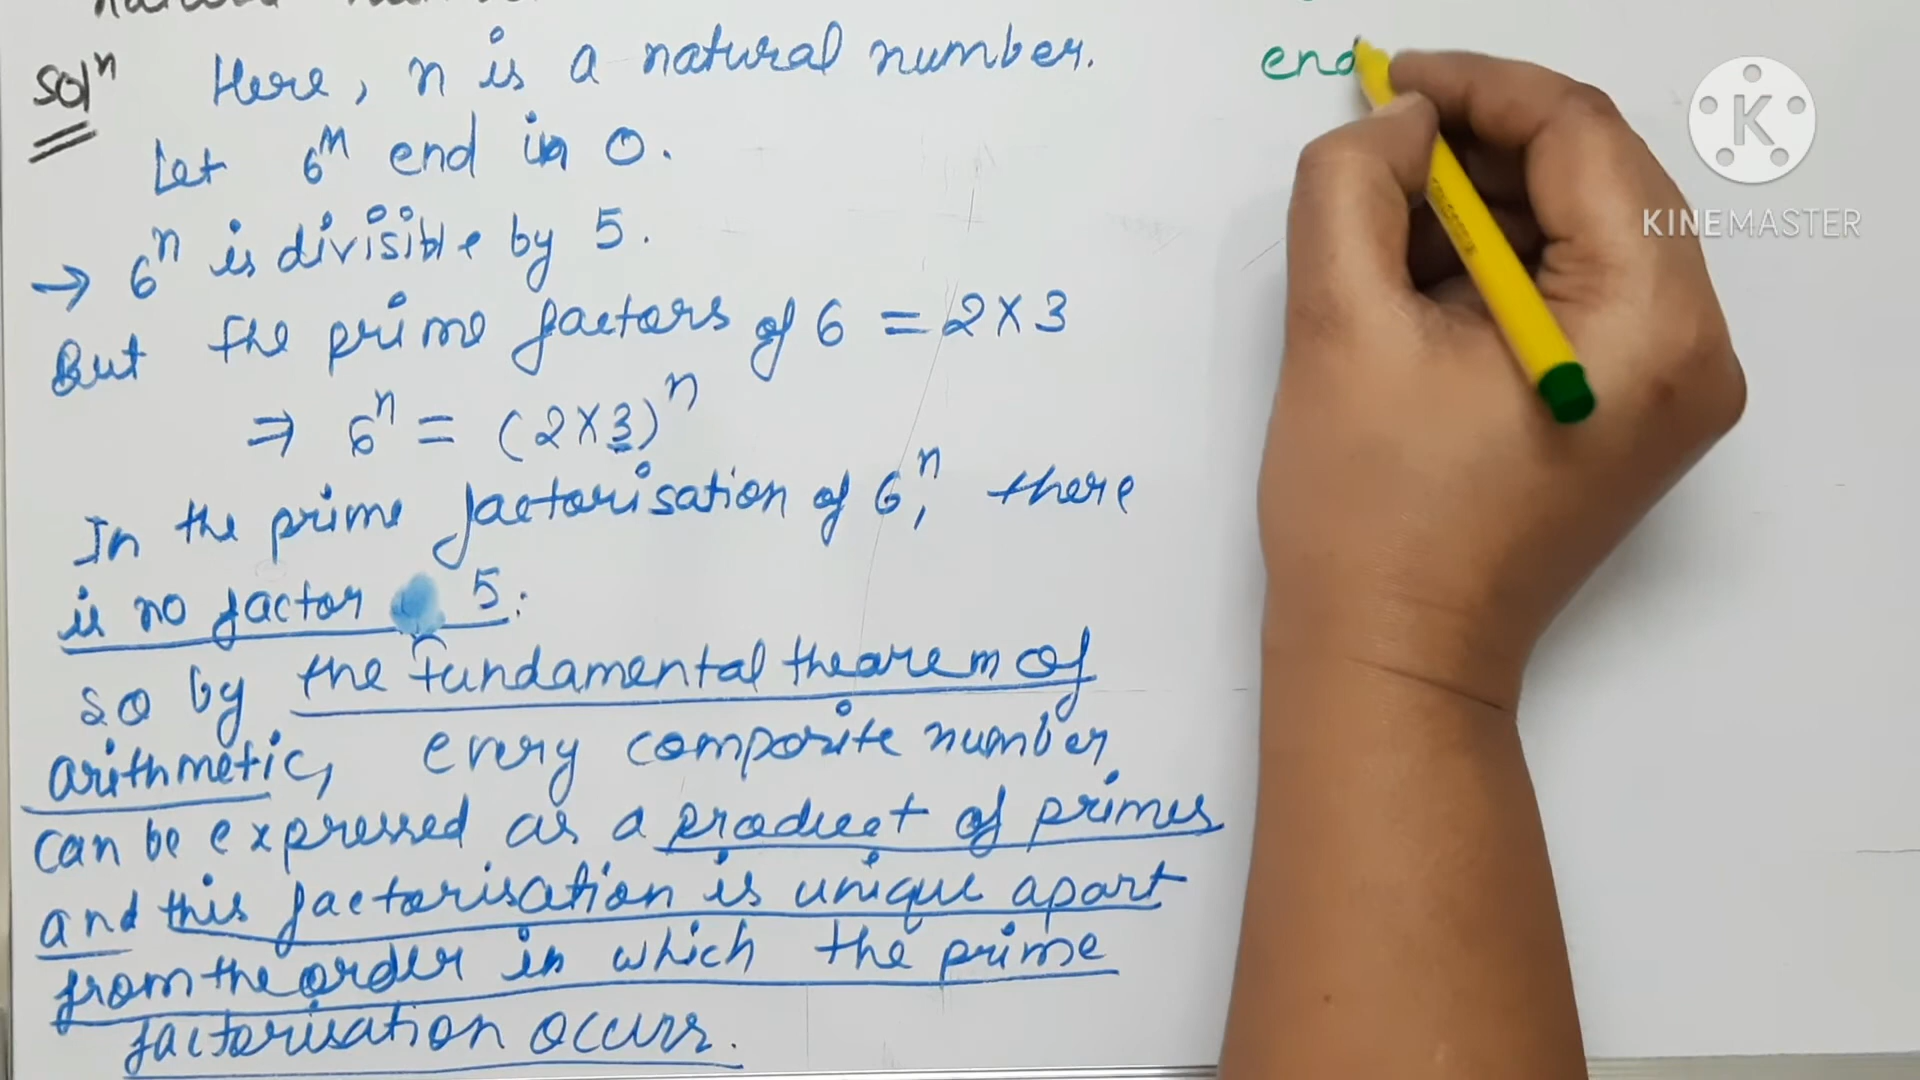 Solⁿ Here, n is a natural number.
Let 6ⁿ end in 0.
→ 6ⁿ is divisible by 5.
But the prime factors of 6 = 2×3
⇒ 6ⁿ = (2×3)ⁿ
In the prime factorisation of 6ⁿ, there
is no factor 5.
so by the fundamental theorem of
arithmetic, every composite number
can be expressed as a product of primes
and this factorisation is unique apart
from the order in which the prime
factorisation occurs.
end
K
KINEMASTER